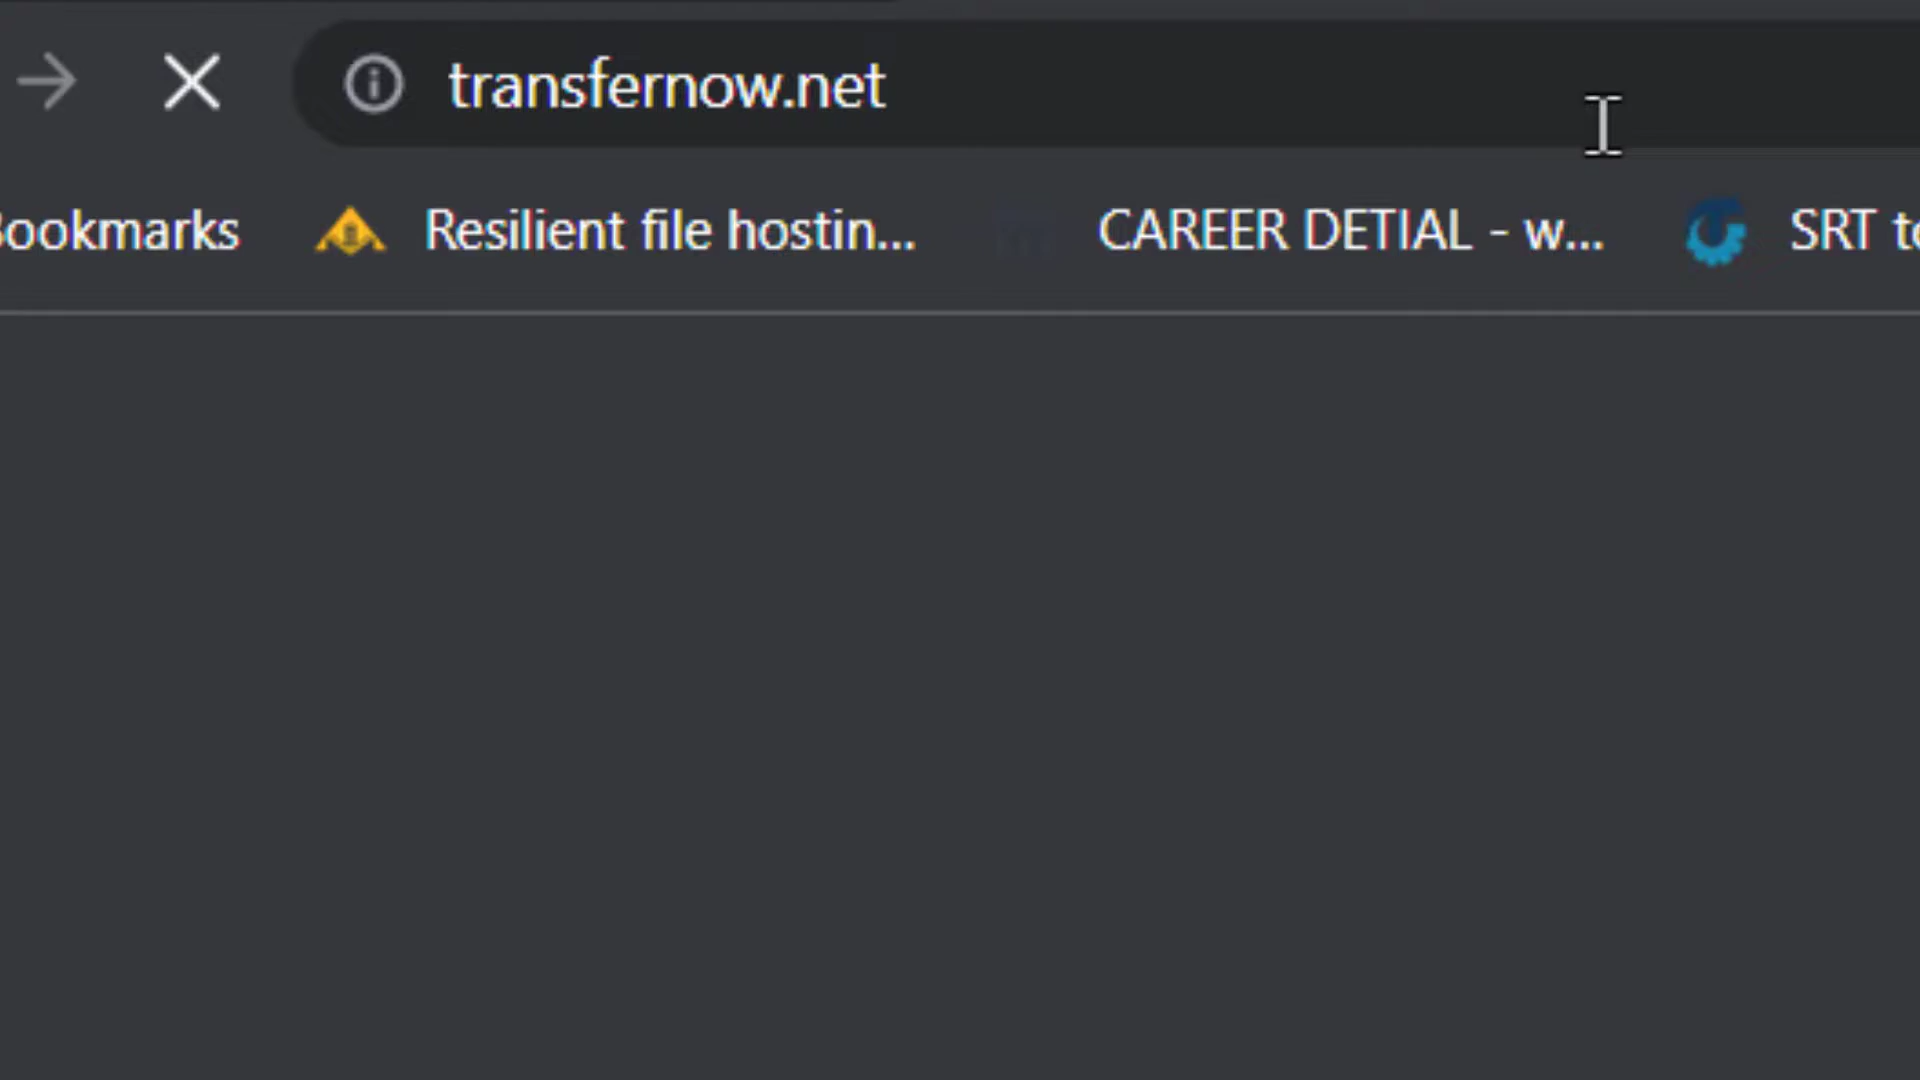 transfernow.net
Bookmarks Resilient file hostin... CAREER DETIAL - w... SRT